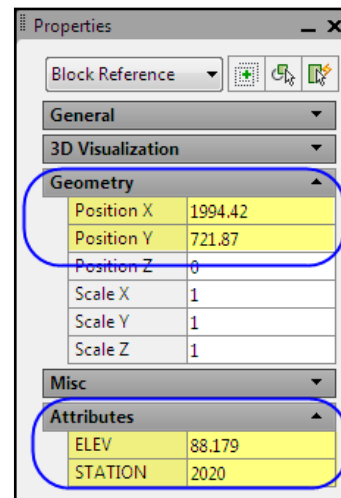 Properties
Block Reference
General
3D Visualization
Geometry
Position X 1994.42
Position Y 721.87
Position Z 0
Scale X 1
Scale Y 1
Scale Z 1
Misc
Attributes
ELEV 88.179
STATION 2020